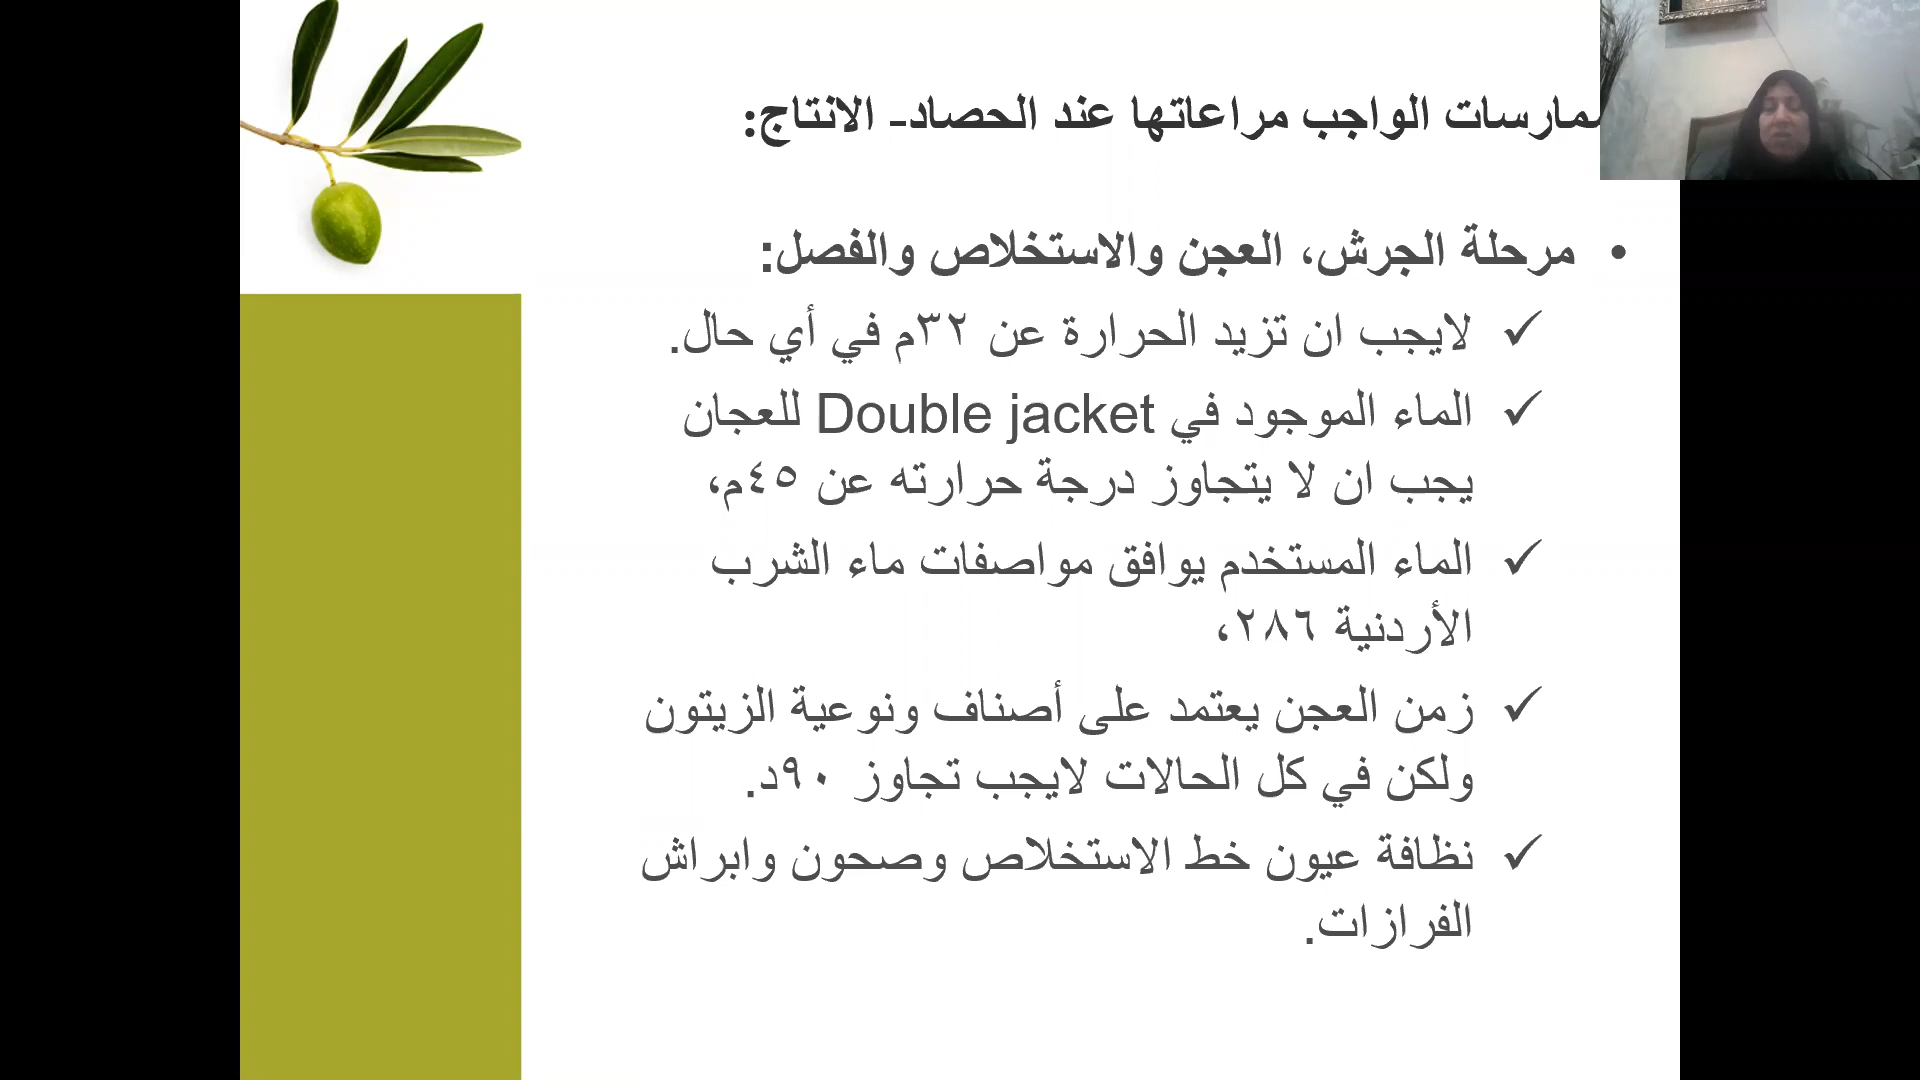 مارسات الواجب مراعاتها عند الحصاد- الانتاج:
• مرحلة الجرش، العجن والاستخلاص والفصل:
✓ لايجب ان تزيد الحرارة عن ٣٢م في أي حال.
✓ الماء الموجود في Double jacket للعجان
يجب ان لا يتجاوز درجة حرارته عن ٤٥م،
✓ الماء المستخدم يوافق مواصفات ماء الشرب
الأردنية ٢٨٦،
✓ زمن العجن يعتمد على أصناف ونوعية الزيتون
ولكن في كل الحالات لايجب تجاوز ٩٠د.
✓ نظافة عيون خط الاستخلاص وصحون وابراش
الفرازات.